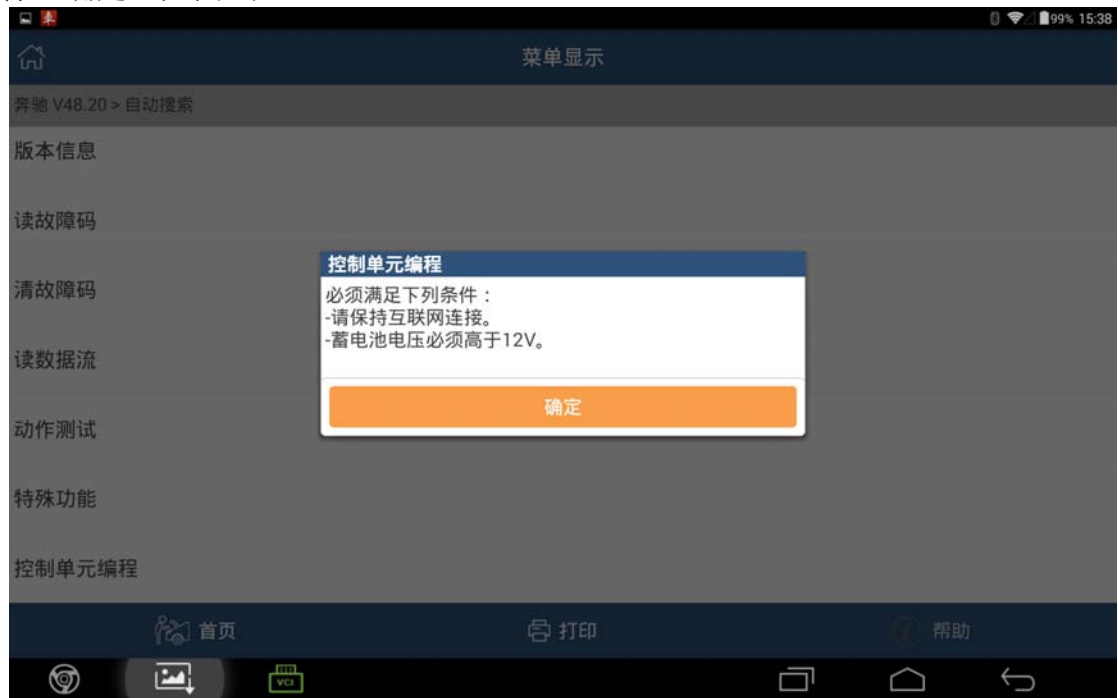 99% 15:38
菜单显示
奔驰 V48.20 > 自动搜索
版本信息
读故障码
清故障码
读数据流
动作测试
特殊功能
控制单元编程
控制单元编程
必须满足下列条件：
-请保持互联网连接。
-蓄电池电压必须高于12V。
确定
首页 打印 帮助
VCI